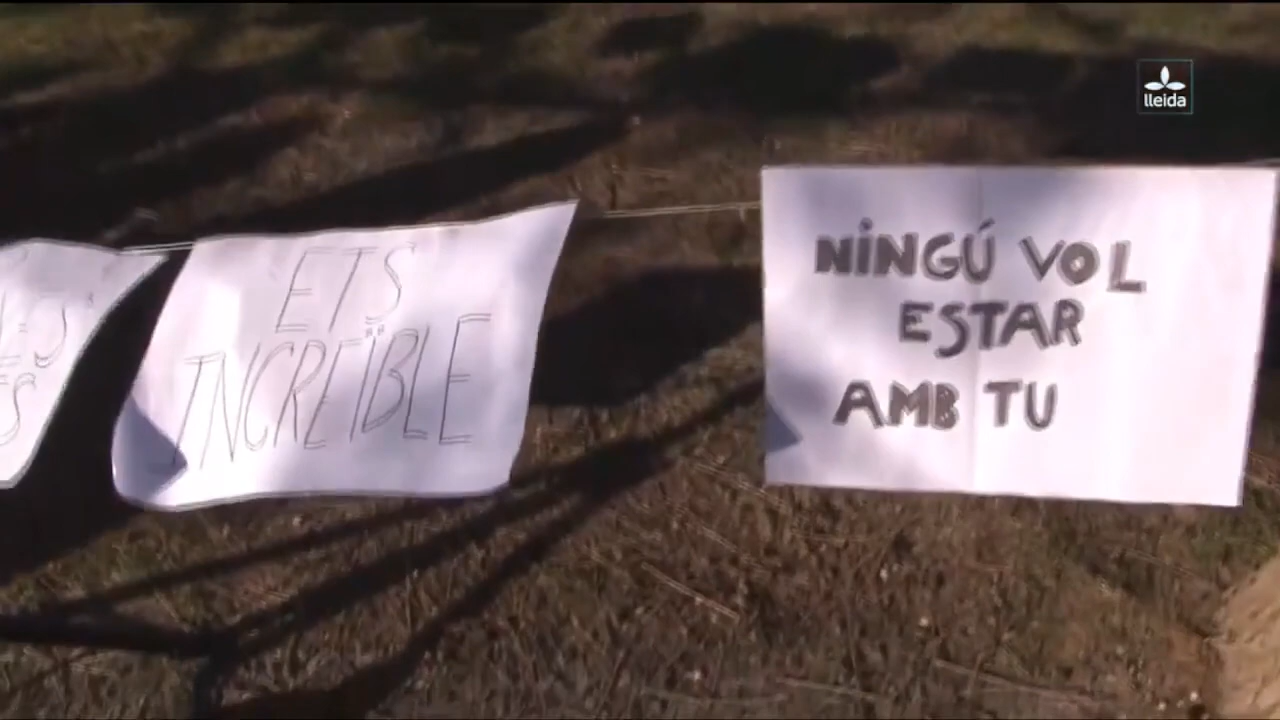 ETS
INCREÏBLE
NINGÚ VOL
ESTAR
AMB TU
lleida